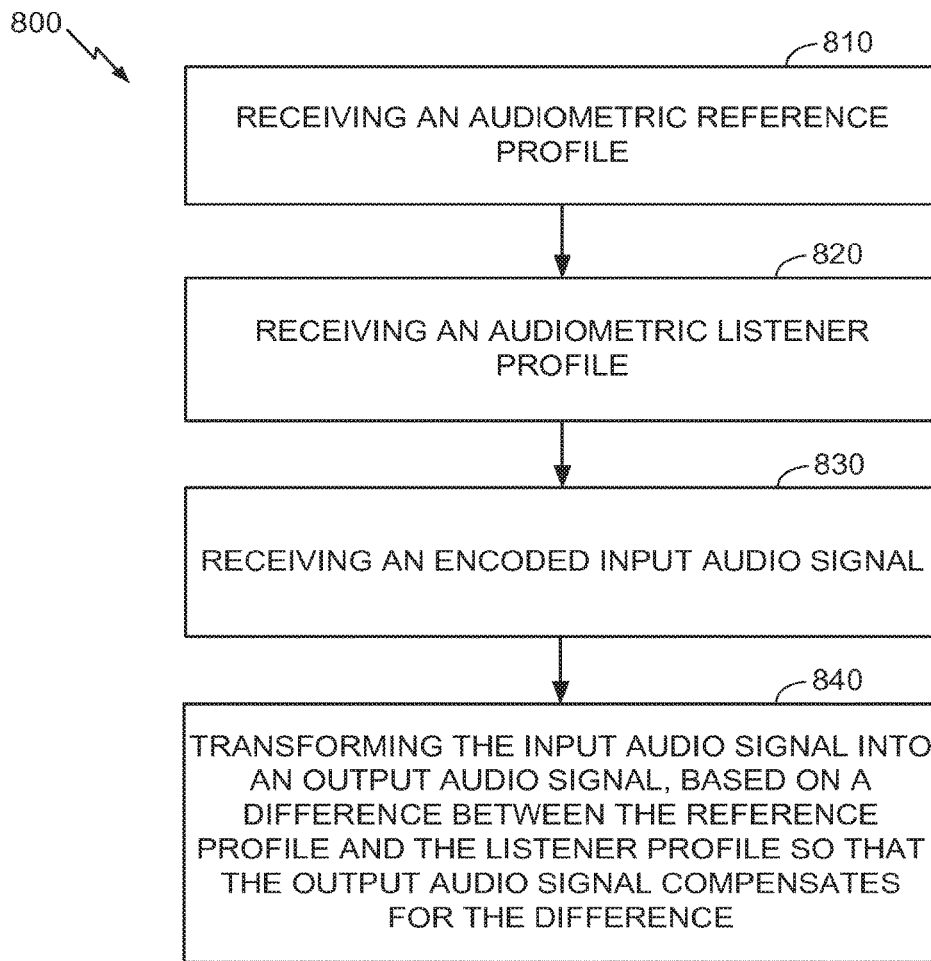 800
810
RECEIVING AN AUDIOMETRIC REFERENCE
PROFILE
820
RECEIVING AN AUDIOMETRIC LISTENER
PROFILE
830
RECEIVING AN ENCODED INPUT AUDIO SIGNAL
840
TRANSFORMING THE INPUT AUDIO SIGNAL INTO
AN OUTPUT AUDIO SIGNAL, BASED ON A
DIFFERENCE BETWEEN THE REFERENCE
PROFILE AND THE LISTENER PROFILE SO THAT
THE OUTPUT AUDIO SIGNAL COMPENSATES
FOR THE DIFFERENCE